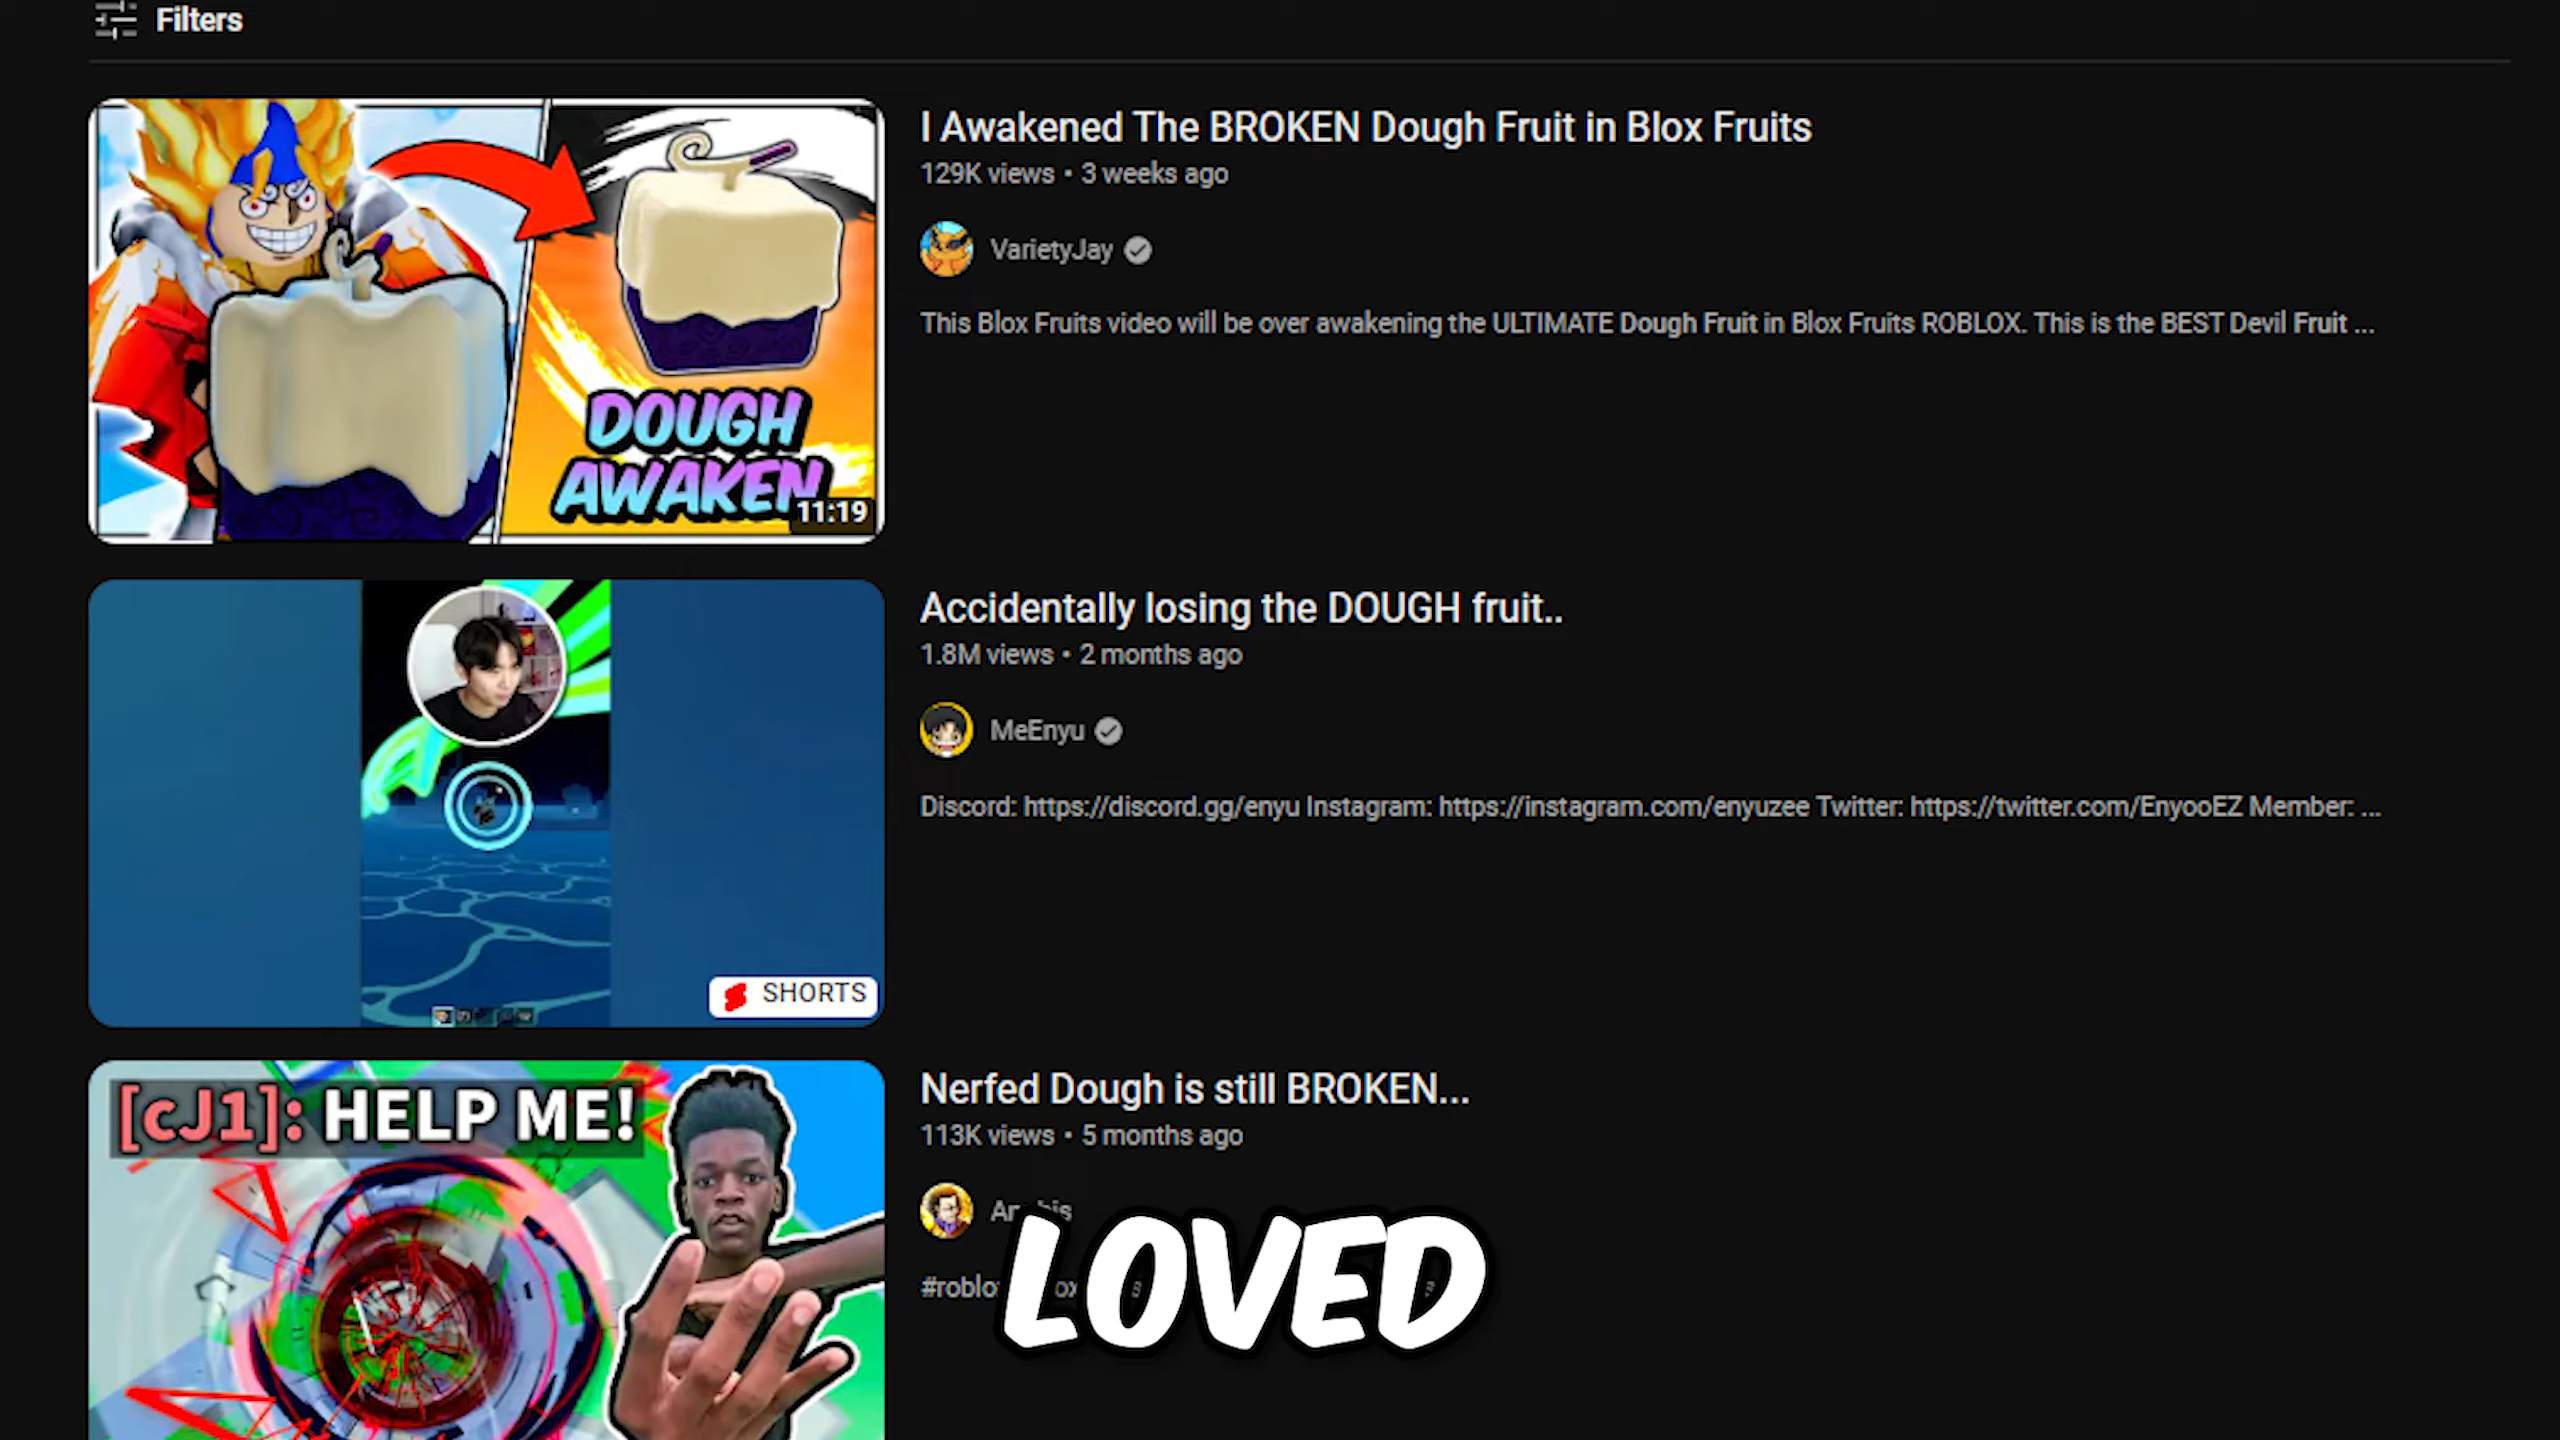 Filters
I Awakened The BROKEN Dough Fruit in Blox Fruits
129K views • 3 weeks ago
VarietyJay
This Blox Fruits video will be over awakening the ULTIMATE Dough Fruit in Blox Fruits ROBLOX. This is the BEST Devil Fruit ...
DOUGH
AWAKEN
11:19
Accidentally losing the DOUGH fruit..
1.8M views • 2 months ago
MeEnyu
Discord: https://discord.gg/enyu Instagram: https://instagram.com/enyuzee Twitter: https://twitter.com/EnyooEZ Member: ...
SHORTS
[cJ1]: HELP ME!
Nerfed Dough is still BROKEN...
113K views • 5 months ago
LOVED